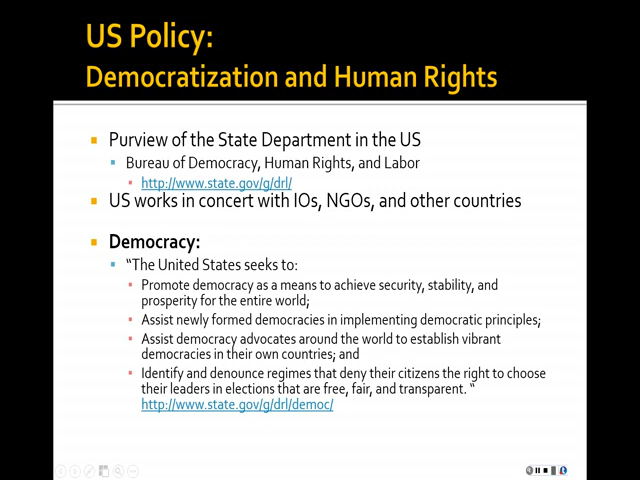 US Policy:
Democratization and Human Rights
Purview of the State Department in the US
Bureau of Democracy, Human Rights, and Labor
http://www.state.gov/g/drl/
US works in concert with IOs, NGOs, and other countries
Democracy:
"The United States seeks to:
Promote democracy as a means to achieve security, stability, and
prosperity for the entire world;
Assist newly formed democracies in implementing democratic principles;
Assist democracy advocates around the world to establish vibrant
democracies in their own countries; and
Identify and denounce regimes that deny their citizens the right to choose
their leaders in elections that are free, fair, and transparent. "
http://www.state.gov/g/drl/democ/